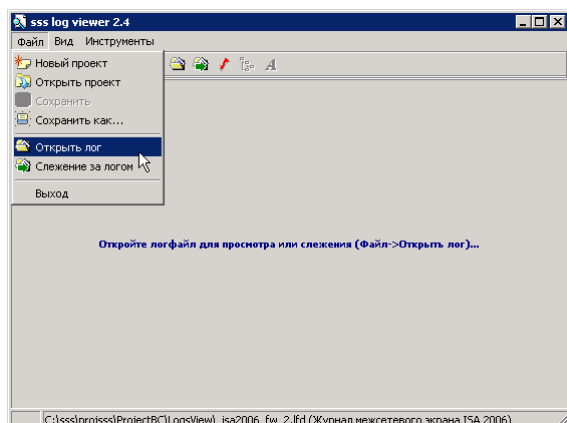 sss log viewer 2.4
Файл Вид Инструменты
Новый проект
Открыть проект
Сохранить
Сохранить как...
Открыть лог
Слежение за логом
Выход
Откройте логфайл для просмотра или слежения (Файл->Открыть лог)...
C:\sss\projsss\ProjectBC\LogsView\_isa2006_fw_2.lfd (Журнал межсетевого экрана ISA 2006)